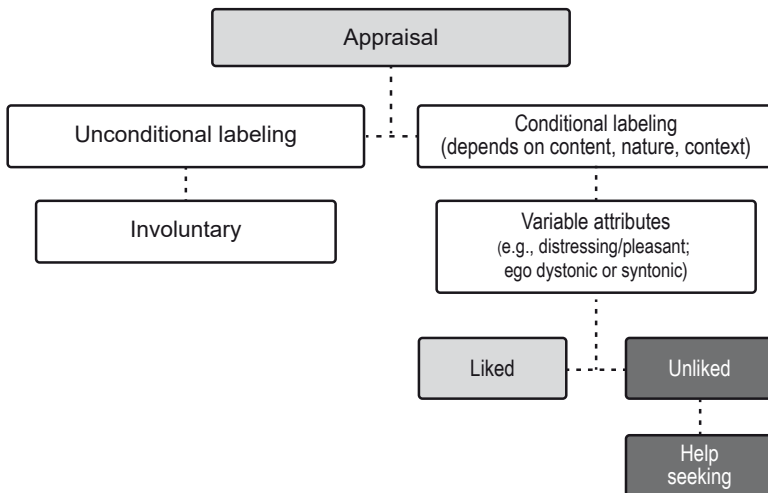 Appraisal
Unconditional labeling
Conditional labeling
(depends on content, nature, context)
Involuntary
Variable attributes
(e.g., distressing/pleasant;
ego dystonic or syntonic)
Liked
Unliked
Help
seeking